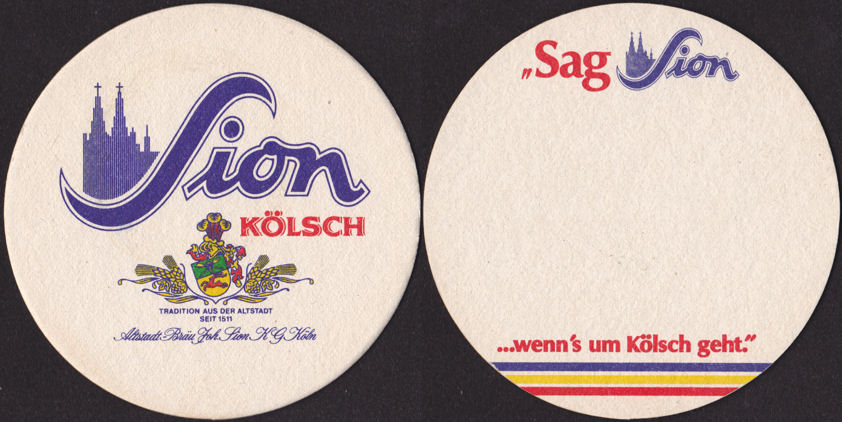 Sion
KÖLSCH
TRADITION AUS DER ALTSTADT
SEIT 1511
Altstadt-Bräu Joh. Sion K G Köln
„Sag Sion
...wenn's um Kölsch geht."